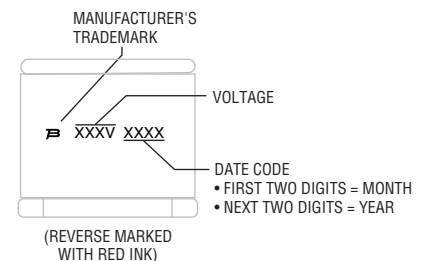 MANUFACTURER'S
TRADEMARK
VOLTAGE
XXXV XXXX
DATE CODE
• FIRST TWO DIGITS = MONTH
• NEXT TWO DIGITS = YEAR
(REVERSE MARKED
WITH RED INK)